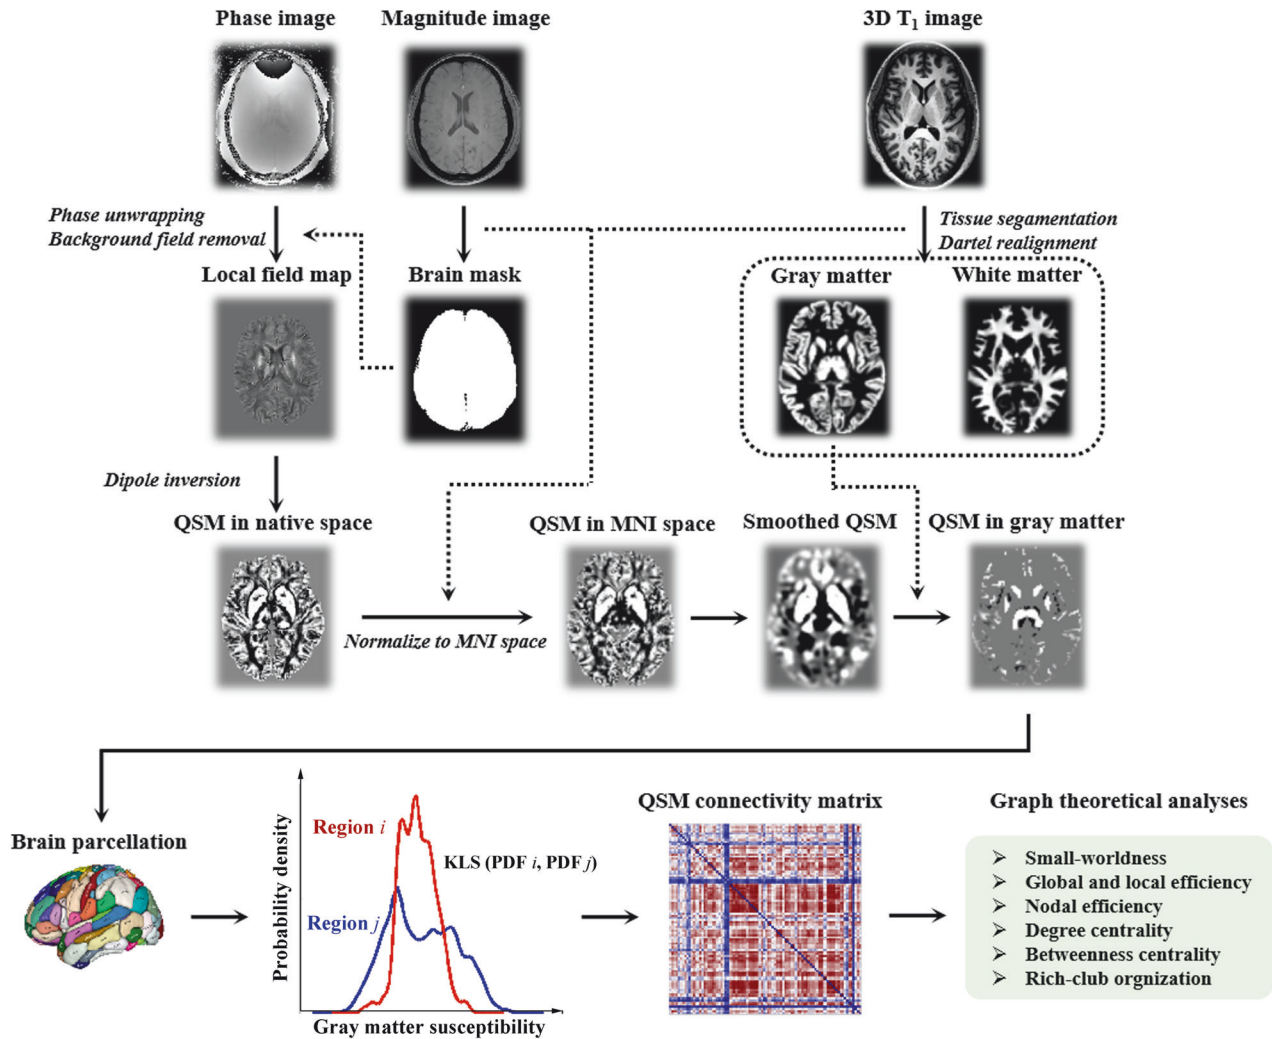 Phase image
Magnitude image
3D T1 image
Phase unwrapping
Background field removal
Tissue segamentation
Dartel realignment
Local field map
Brain mask
Gray matter
White matter
Dipole inversion
QSM in native space
QSM in MNI space
Smoothed QSM
QSM in gray matter
Normalize to MNI space
Brain parcellation
Probability density
Region i
KLS (PDF i, PDF j)
Region j
Gray matter susceptibility
QSM connectivity matrix
Graph theoretical analyses
➢ Small-worldness
➢ Global and local efficiency
➢ Nodal efficiency
➢ Degree centrality
➢ Betweenness centrality
➢ Rich-club orgnization